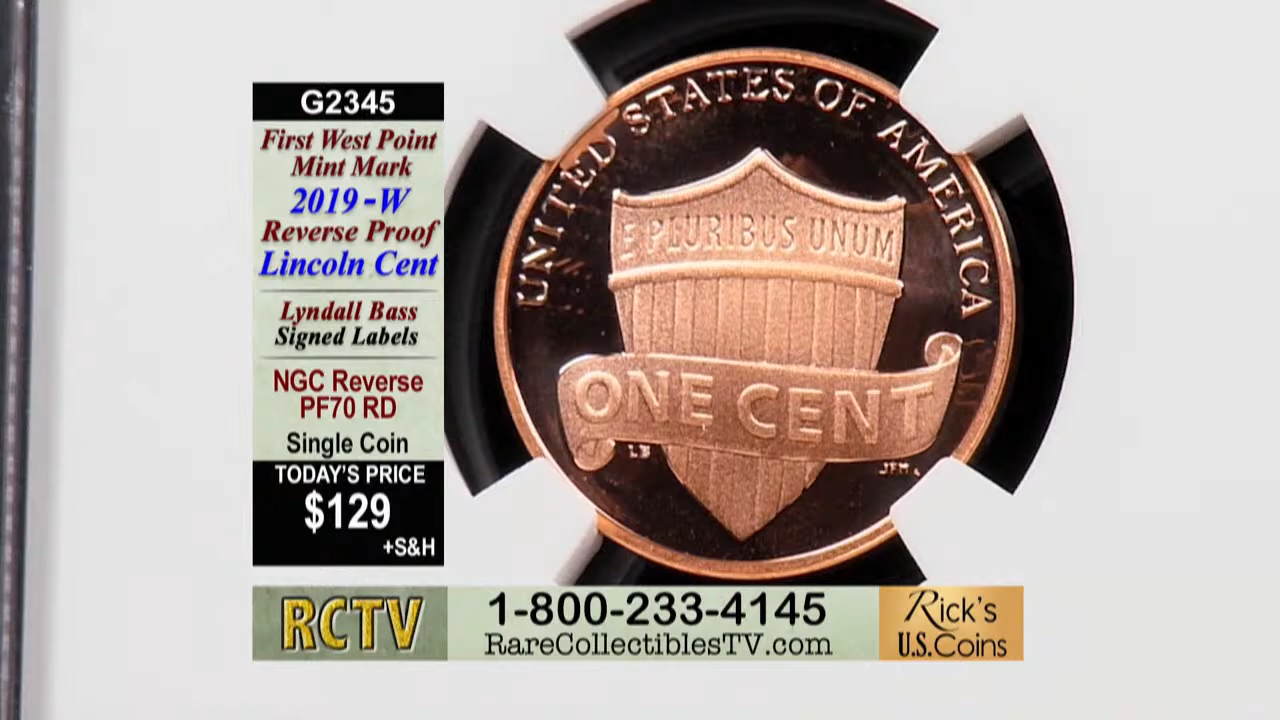 G2345
First West Point
Mint Mark
2019-W
Reverse Proof
Lincoln Cent
Lyndall Bass
Signed Labels
NGC Reverse
PF70 RD
Single Coin
TODAY'S PRICE
$129
+S&H
UNITED STATES OF AMERICA
E PLURIBUS UNUM
ONE CENT
LB
JFM
RCTV
1-800-233-4145
RareCollectiblesTV.com
Rick's
U.S. Coins